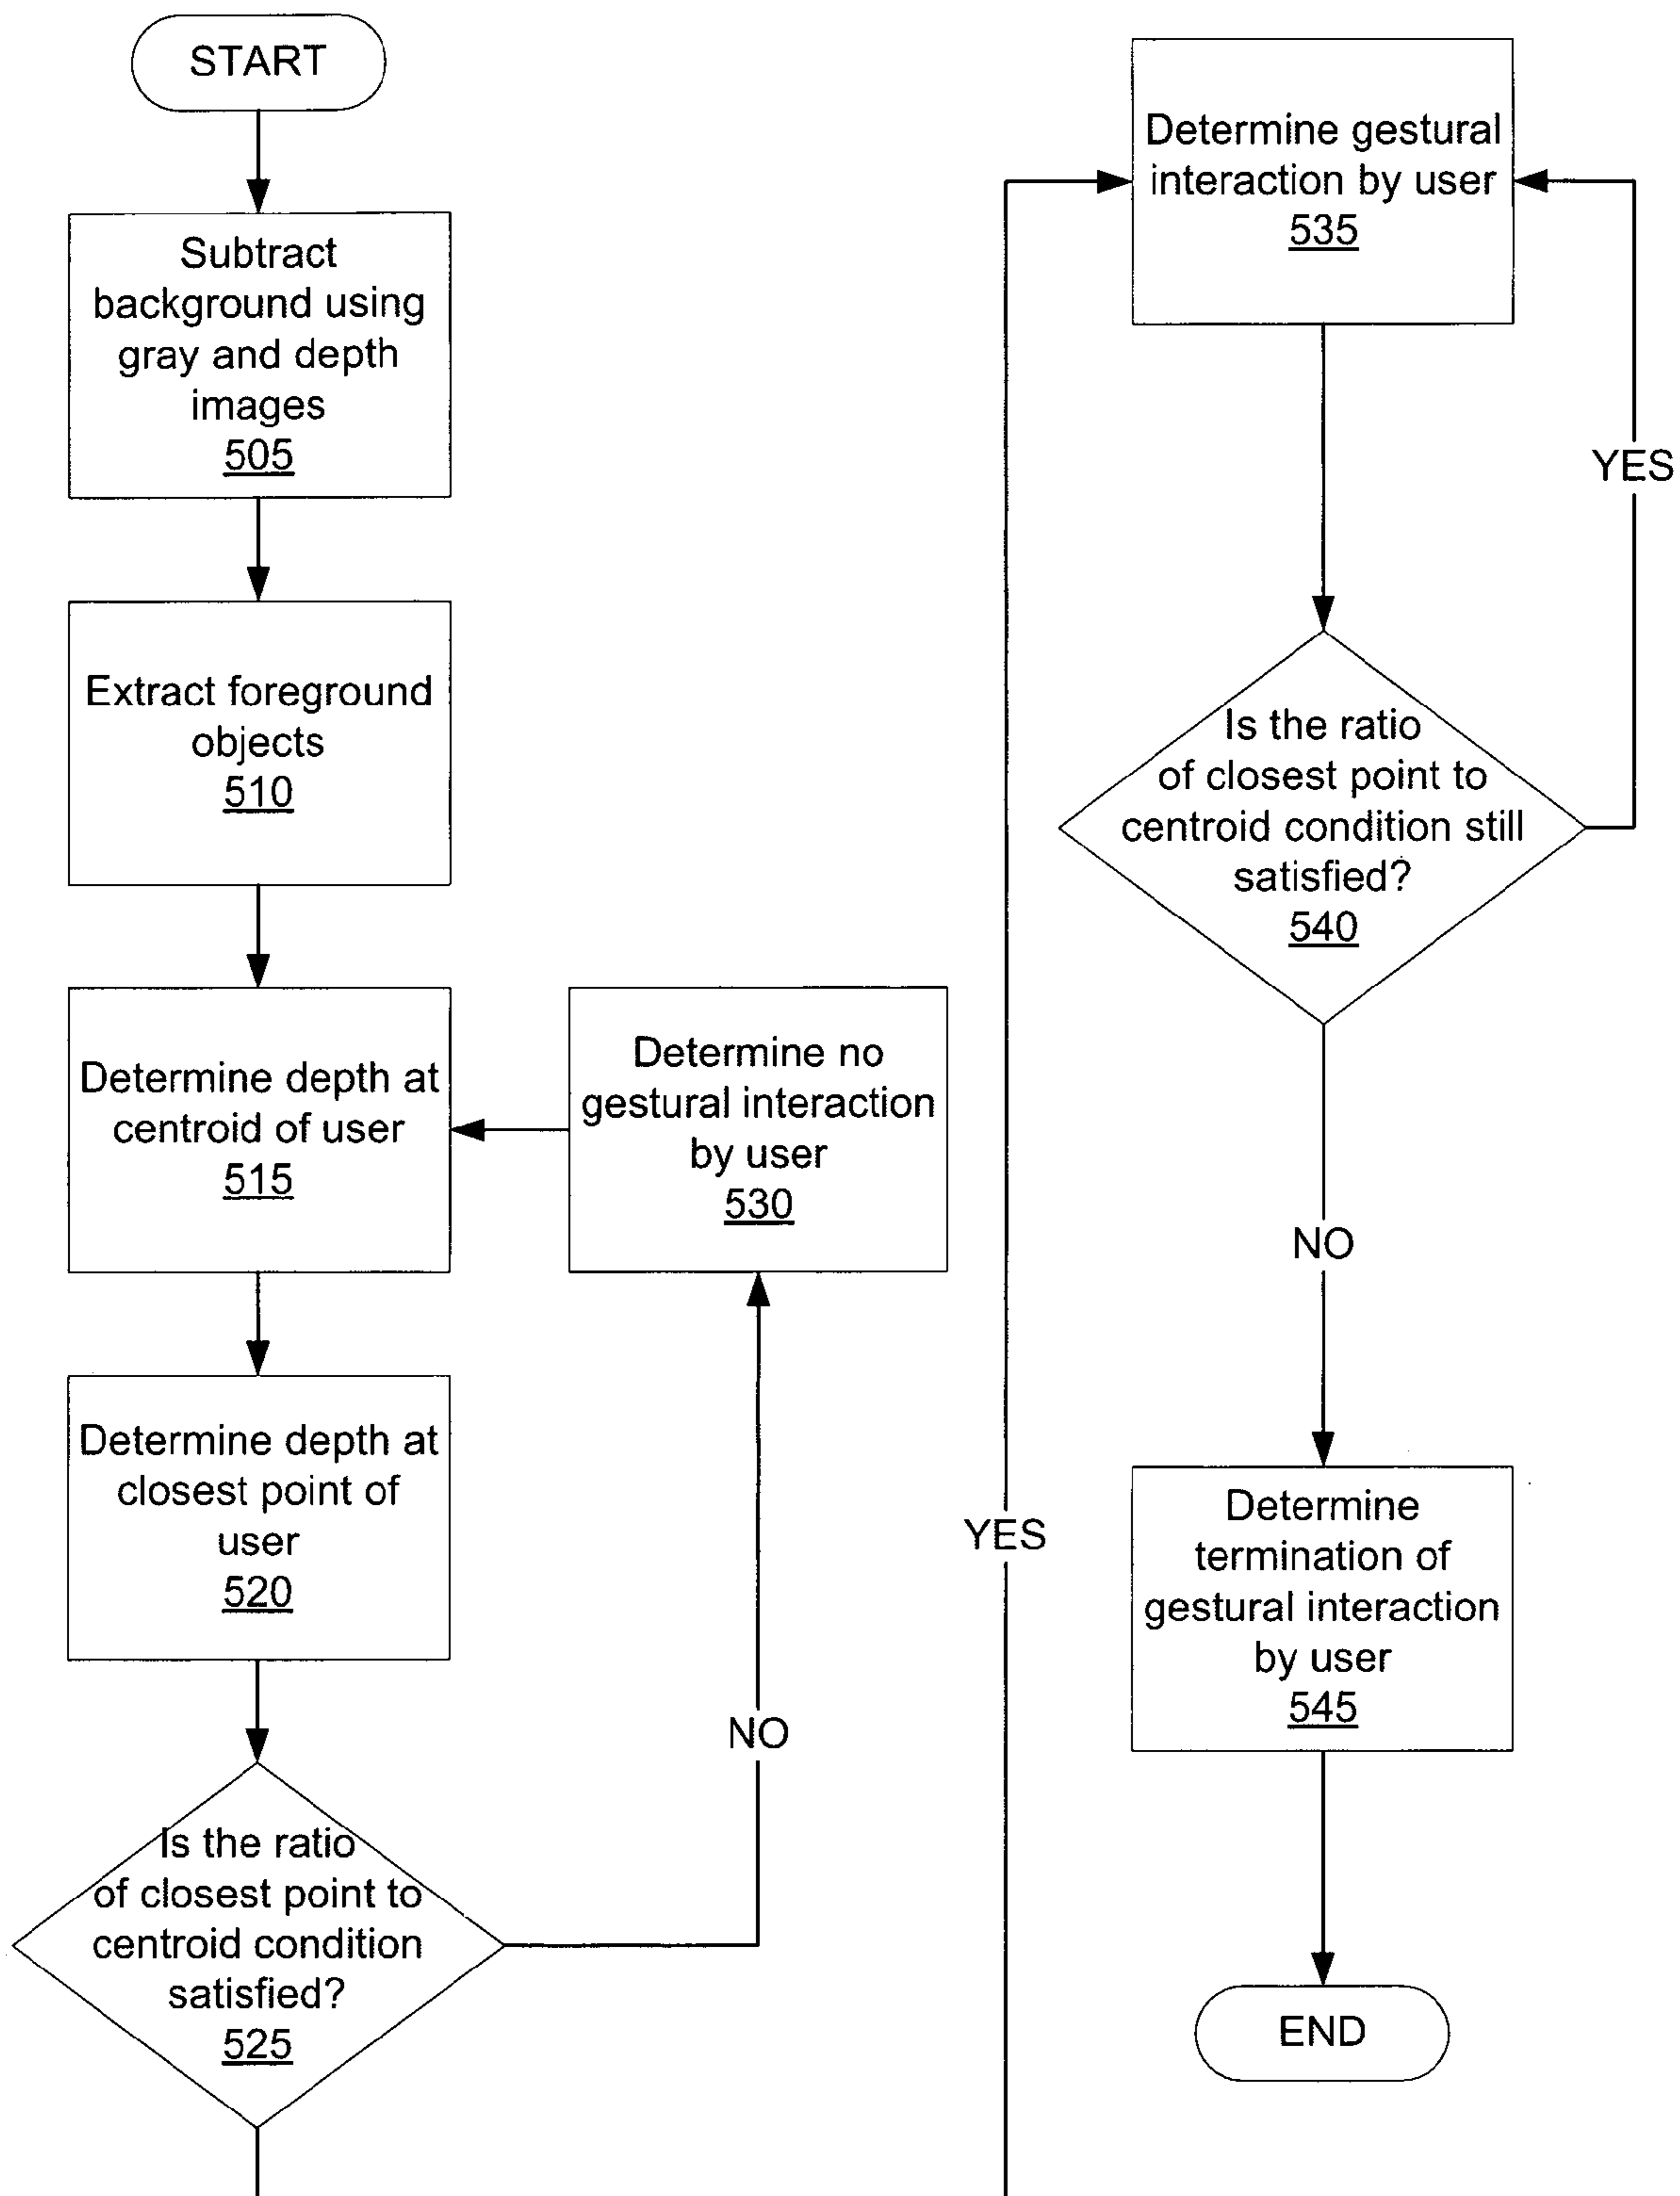 START
Subtract
background using
gray and depth
images
505
Extract foreground
objects
510
Determine depth at
centroid of user
515
Determine no
gestural interaction
by user
530
Determine depth at
closest point of
user
520
NO
Is the ratio
of closest point to
centroid condition
satisfied?
525
YES
Determine gestural
interaction by user
535
YES
Is the ratio
of closest point to
centroid condition still
satisfied?
540
NO
Determine
termination of
gestural interaction
by user
545
END